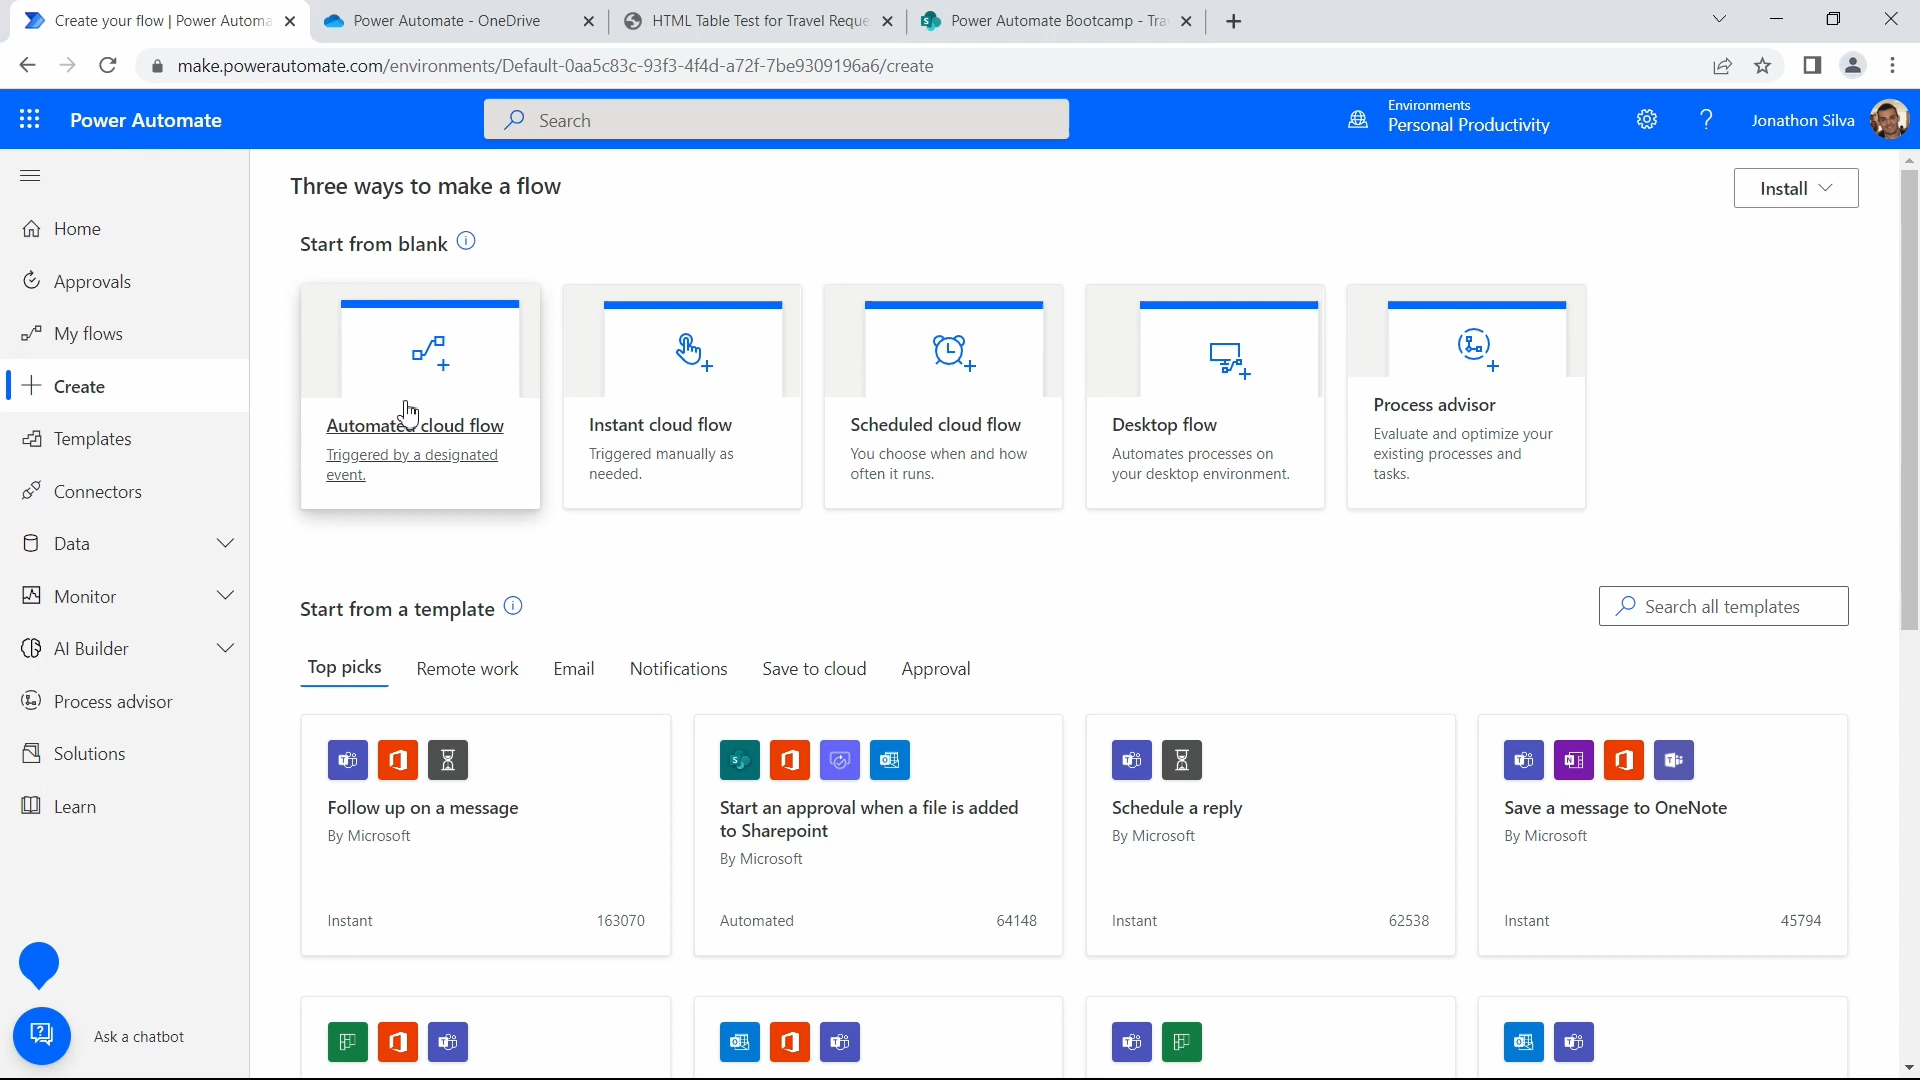 Create your flow | Power Automa
Power Automate - OneDrive
HTML Table Test for Travel Reque
Power Automate Bootcamp - Tra
make.powerautomate.com/environments/Default-0aa5c83c-93f3-4f4d-a72f-7be9309196a6/create
Power Automate
Search
Environments
Personal Productivity
Jonathon Silva
Home
Approvals
My flows
Create
Templates
Connectors
Data
Monitor
AI Builder
Process advisor
Solutions
Learn
Ask a chatbot
Three ways to make a flow
Install
Start from blank
Automated cloud flow
Triggered by a designated
event.
Instant cloud flow
Triggered manually as
needed.
Scheduled cloud flow
You choose when and how
often it runs.
Desktop flow
Automates processes on
your desktop environment.
Process advisor
Evaluate and optimize your
existing processes and
tasks.
Start from a template
Search all templates
Top picks
Remote work
Email
Notifications
Save to cloud
Approval
Follow up on a message
By Microsoft
Instant
163070
Start an approval when a file is added
to Sharepoint
By Microsoft
Automated
64148
Schedule a reply
By Microsoft
Instant
62538
Save a message to OneNote
By Microsoft
Instant
45794